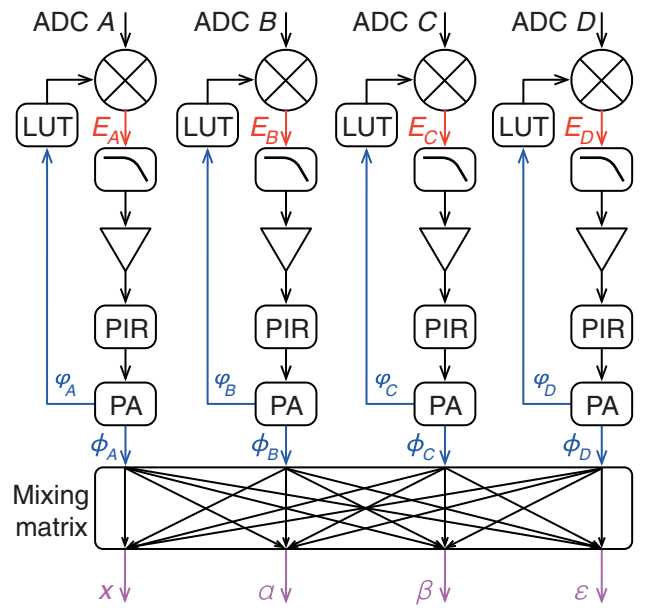 ADC A ADC B ADC C ADC D
LUT LUT LUT LUT
E_A E_B E_C E_D
PIR PIR PIR PIR
φ_A φ_B φ_C φ_D
PA PA PA PA
ϕ_A ϕ_B ϕ_C ϕ_D
Mixing
matrix
x α β ε